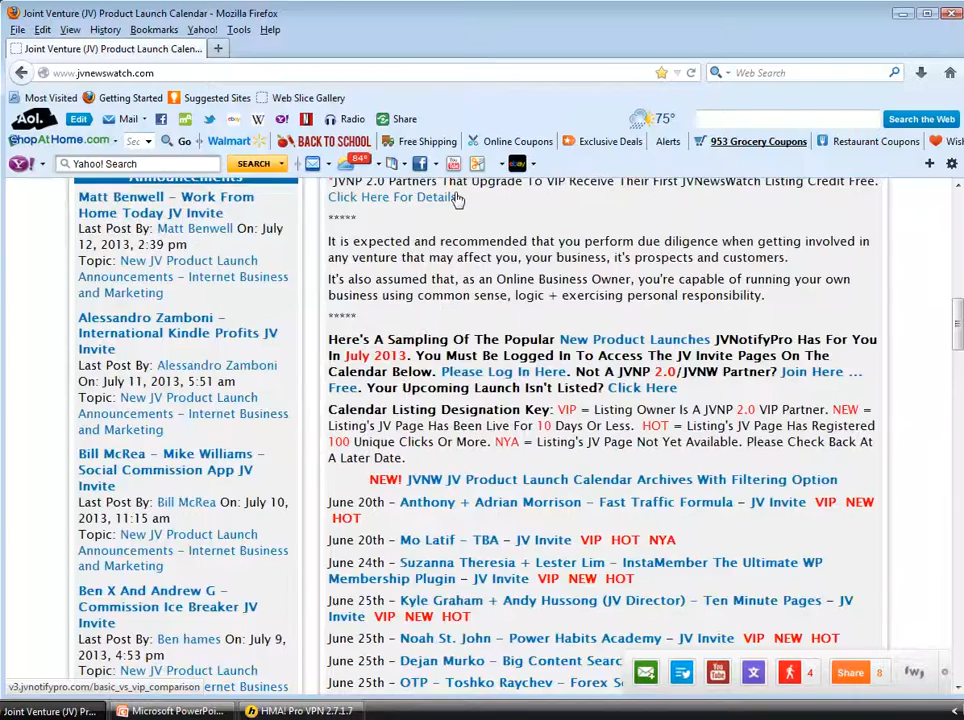 Joint Venture (JV) Product Launch Calendar - Mozilla Firefox
File Edit View History Bookmarks Yahoo! Tools Help
Joint Venture (JV) Product Launch Calen... +
www.jvnewswatch.com Web Search
Most Visited Getting Started Suggested Sites Web Slice Gallery
Aol. Edit Mail f m W Y! N Radio Share 75° Search the Web
ShopAtHome.com Sec Go Walmart BACK TO SCHOOL Free Shipping Online Coupons Exclusive Deals Alerts 953 Grocery Coupons Restaurant Coupons Wish
Y! Yahoo! Search SEARCH 84° f You Tube ebay +
Announcements
Matt Benwell - Work From
Home Today JV Invite
Last Post By: Matt Benwell On: July
12, 2013, 2:39 pm
Topic: New JV Product Launch
Announcements - Internet Business
and Marketing
Alessandro Zamboni -
International Kindle Profits JV
Invite
Last Post By: Alessandro Zamboni
On: July 11, 2013, 5:51 am
Topic: New JV Product Launch
Announcements - Internet Business
and Marketing
Bill McRea - Mike Williams -
Social Commission App JV
Invite
Last Post By: Bill McRea On: July 10,
2013, 11:15 am
Topic: New JV Product Launch
Announcements - Internet Business
and Marketing
Ben X And Andrew G -
Commission Ice Breaker JV
Invite
Last Post By: Ben hames On: July 9,
2013, 4:53 pm
Topic: New JV Product Launch
Internet Business
*JVNP 2.0 Partners That Upgrade To VIP Receive Their First JVNewsWatch Listing Credit Free.
Click Here For Details
*****
It is expected and recommended that you perform due diligence when getting involved in
any venture that may affect you, your business, it's prospects and customers.
It's also assumed that, as an Online Business Owner, you're capable of running your own
business using common sense, logic + exercising personal responsibility.
*****
Here's A Sampling Of The Popular New Product Launches JVNotifyPro Has For You
In July 2013. You Must Be Logged In To Access The JV Invite Pages On The
Calendar Below. Please Log In Here. Not A JVNP 2.0/JVNW Partner? Join Here ...
Free. Your Upcoming Launch Isn't Listed? Click Here
Calendar Listing Designation Key: VIP = Listing Owner Is A JVNP 2.0 VIP Partner. NEW =
Listing's JV Page Has Been Live For 10 Days Or Less. HOT = Listing's JV Page Has Registered
100 Unique Clicks Or More. NYA = Listing's JV Page Not Yet Available. Please Check Back At
A Later Date.
NEW! JVNW JV Product Launch Calendar Archives With Filtering Option
June 20th - Anthony + Adrian Morrison - Fast Traffic Formula - JV Invite VIP NEW
HOT
June 20th - Mo Latif - TBA - JV Invite VIP HOT NYA
June 24th - Suzanna Theresia + Lester Lim - InstaMember The Ultimate WP
Membership Plugin - JV Invite VIP NEW HOT
June 25th - Kyle Graham + Andy Hussong (JV Director) - Ten Minute Pages - JV
Invite VIP NEW HOT
June 25th - Noah St. John - Power Habits Academy - JV Invite VIP NEW HOT
June 25th - Dejan Murko - Big Content Searc
June 25th - OTP - Toshko Raychev - Forex S
You Tube 4 Share 8 fwp
v3.jvnotifypro.com/basic_vs_vip_comparison
Joint Venture (JV) Pro... Microsoft PowerPoi... HMA! Pro VPN 2.7.1.7